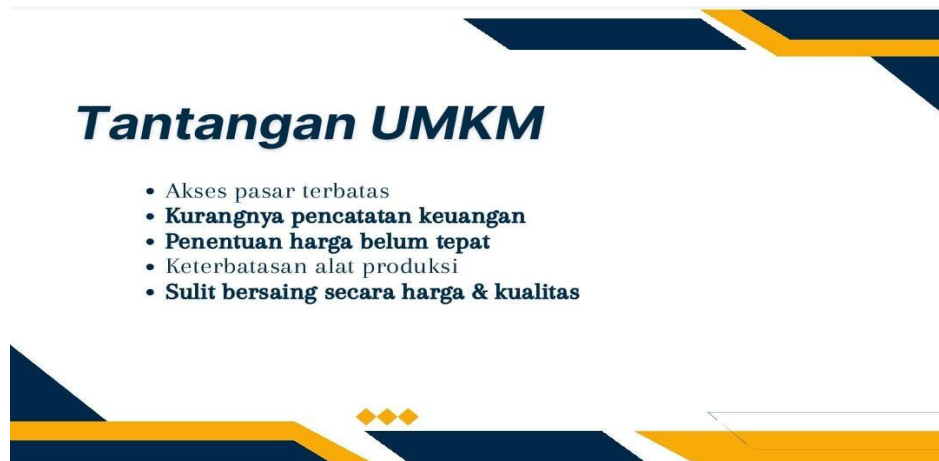 Tantangan UMKM
• Akses pasar terbatas
• Kurangnya pencatatan keuangan
• Penentuan harga belum tepat
• Keterbatasan alat produksi
• Sulit bersaing secara harga & kualitas